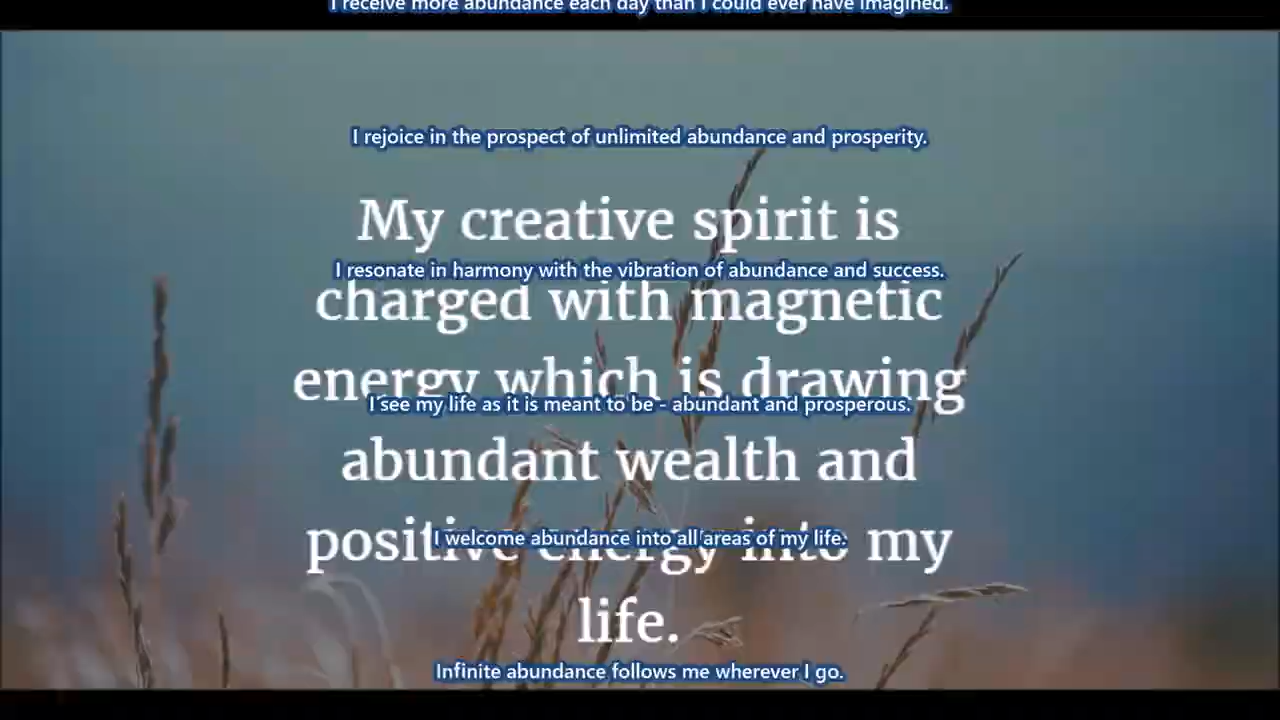 I receive more abundance each day than I could ever have imagined.
I rejoice in the prospect of unlimited abundance and prosperity.
My creative spirit is
I resonate in harmony with the vibration of abundance and success.
charged with magnetic
energy which is drawing
I see my life as it is meant to be - abundant and prosperous.
abundant wealth and
I welcome abundance into all areas of my life.
positive energy into my
life.
Infinite abundance follows me wherever I go.